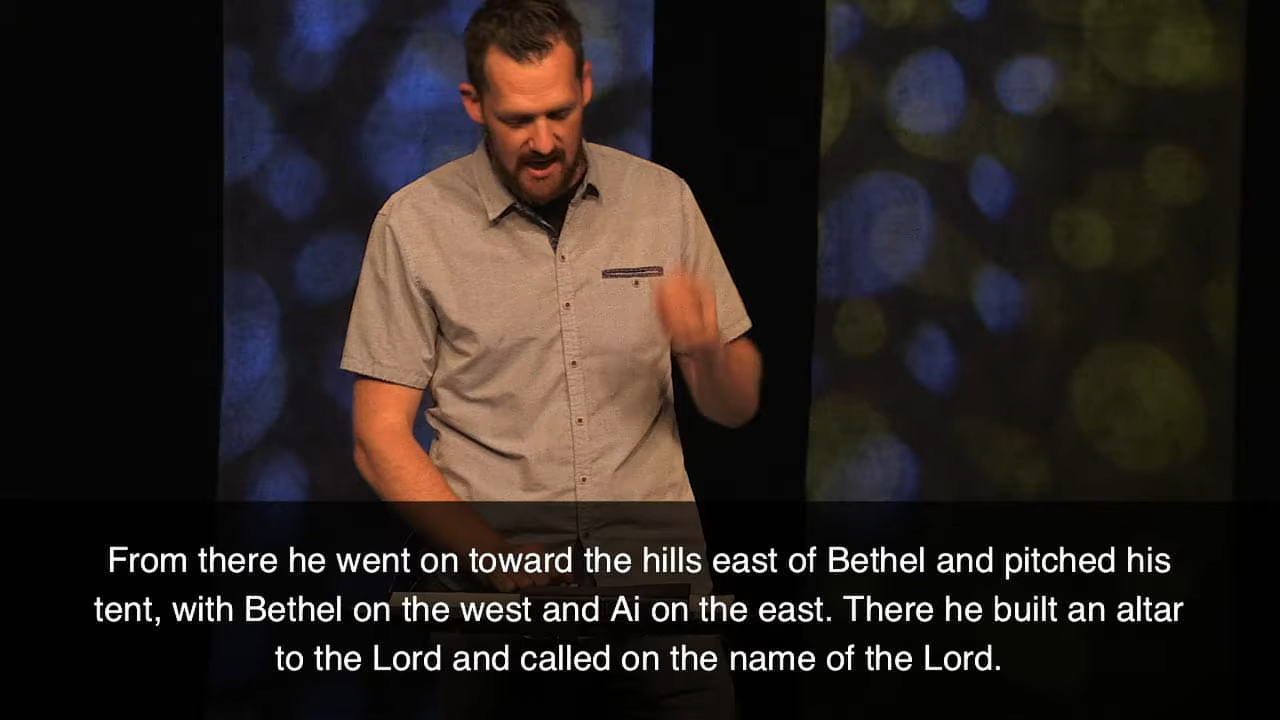 From there he went on toward the hills east of Bethel and pitched his
tent, with Bethel on the west and Ai on the east. There he built an altar
to the Lord and called on the name of the Lord.